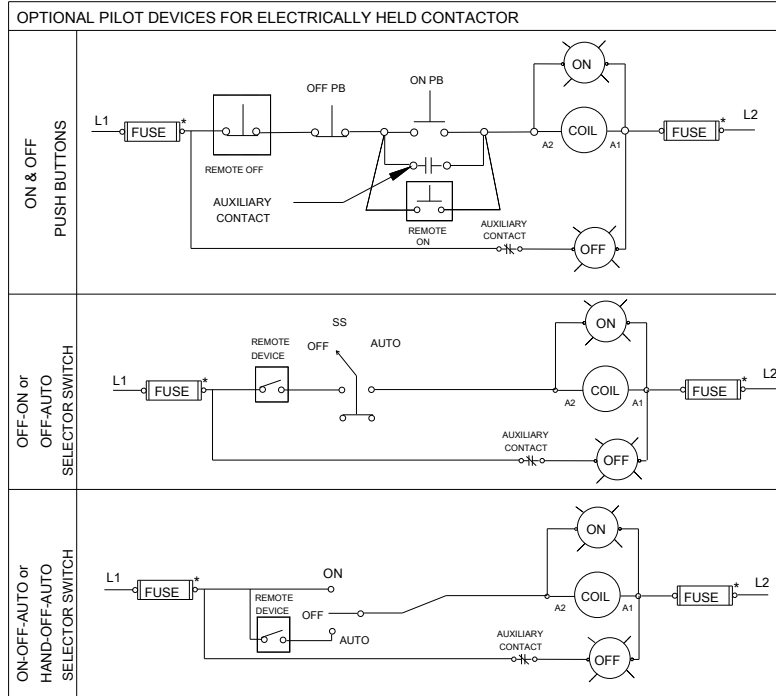 OPTIONAL PILOT DEVICES FOR ELECTRICALLY HELD CONTACTOR
ON & OFF
PUSH BUTTONS
L1
FUSE
*
REMOTE OFF
OFF PB
ON PB
AUXILIARY
CONTACT
REMOTE
ON
AUXILIARY
CONTACT
ON
COIL
A2
A1
OFF
FUSE
*
L2
OFF-ON or
OFF-AUTO
SELECTOR SWITCH
L1
FUSE
*
REMOTE
DEVICE
SS
OFF
AUTO
AUXILIARY
CONTACT
ON
COIL
A2
A1
OFF
FUSE
*
L2
ON-OFF-AUTO or
HAND-OFF-AUTO
SELECTOR SWITCH
L1
FUSE
*
REMOTE
DEVICE
ON
OFF
AUTO
AUXILIARY
CONTACT
ON
COIL
A2
A1
OFF
FUSE
*
L2